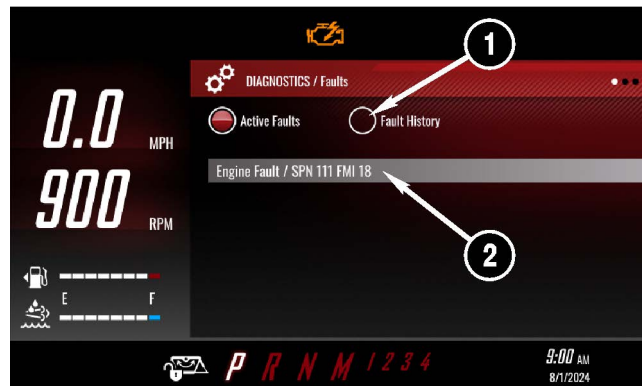 1
DIAGNOSTICS / Faults
Active Faults
Fault History
0.0 MPH
Engine Fault / SPN 111 FMI 18
900 RPM
2
E F
P R N M 1 2 3 4
9:00 AM
8/1/2024